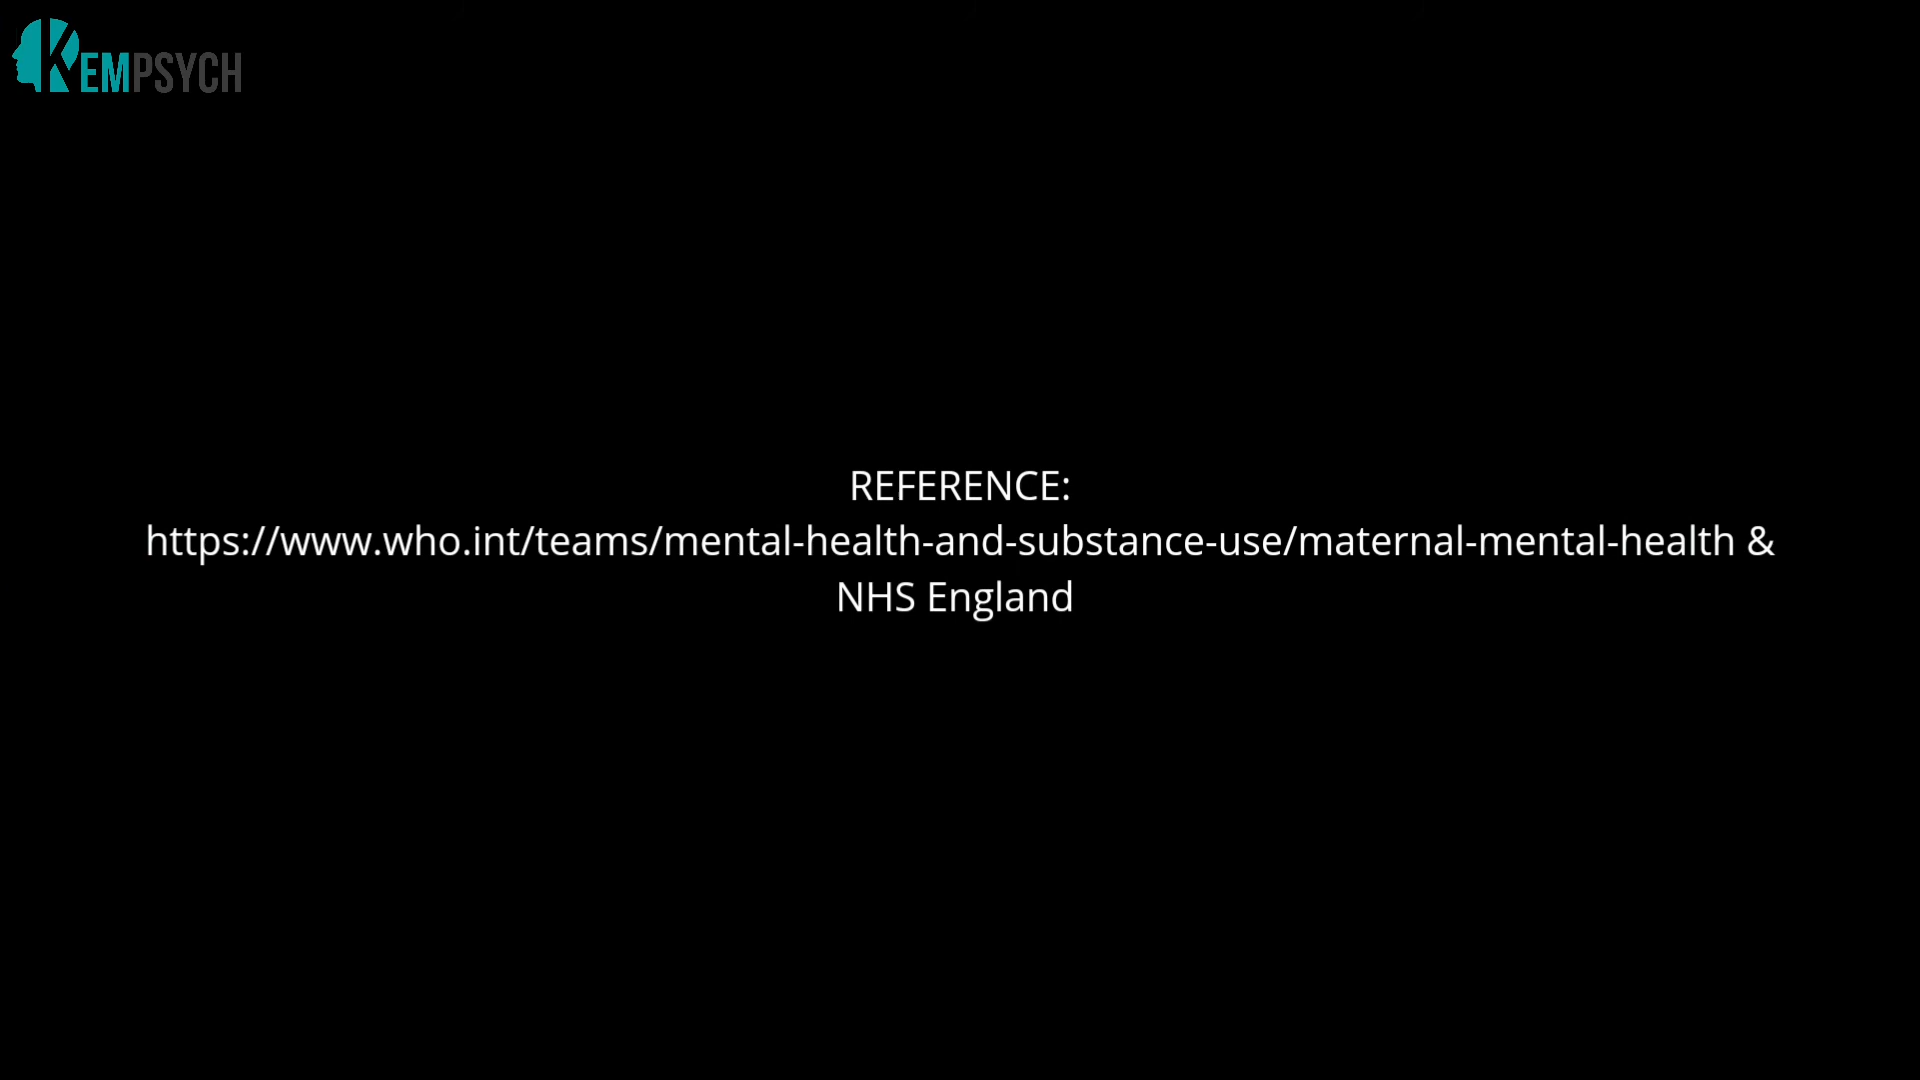 KEMPSYCH
REFERENCE:
https://www.who.int/teams/mental-health-and-substance-use/maternal-mental-health &
NHS England